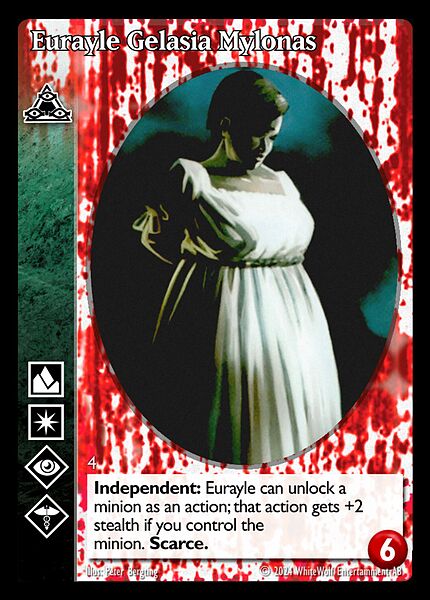 Eurayle Gelasia Mylonas
4
Independent: Eurayle can unlock a
minion as an action; that action gets +2
stealth if you control the
minion. Scarce.
6
Illus: Peter Bergting
© 2024 White Wolf Entertainment AB